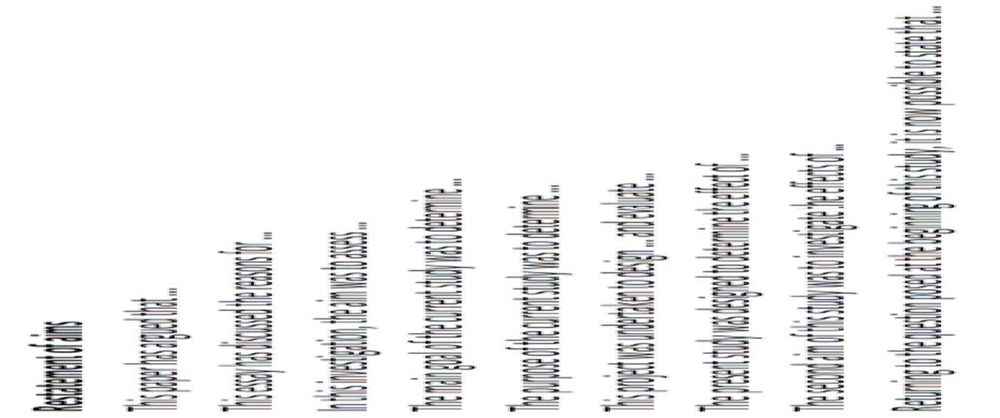 Restatement of aims
This paper has argued that …
This essay has discussed the reasons for …
In this investigation, the aim was to assess …
The main goal of the current study was to determine …
The purpose of the current study was to determine …
This project was undertaken to design … and evaluate …
The present study was designed to determine the effect of …
The second aim of this study was to investigate the effects of …
Returning to the hypothesis/question posed at the beginning of this study, it is now possible to state that …